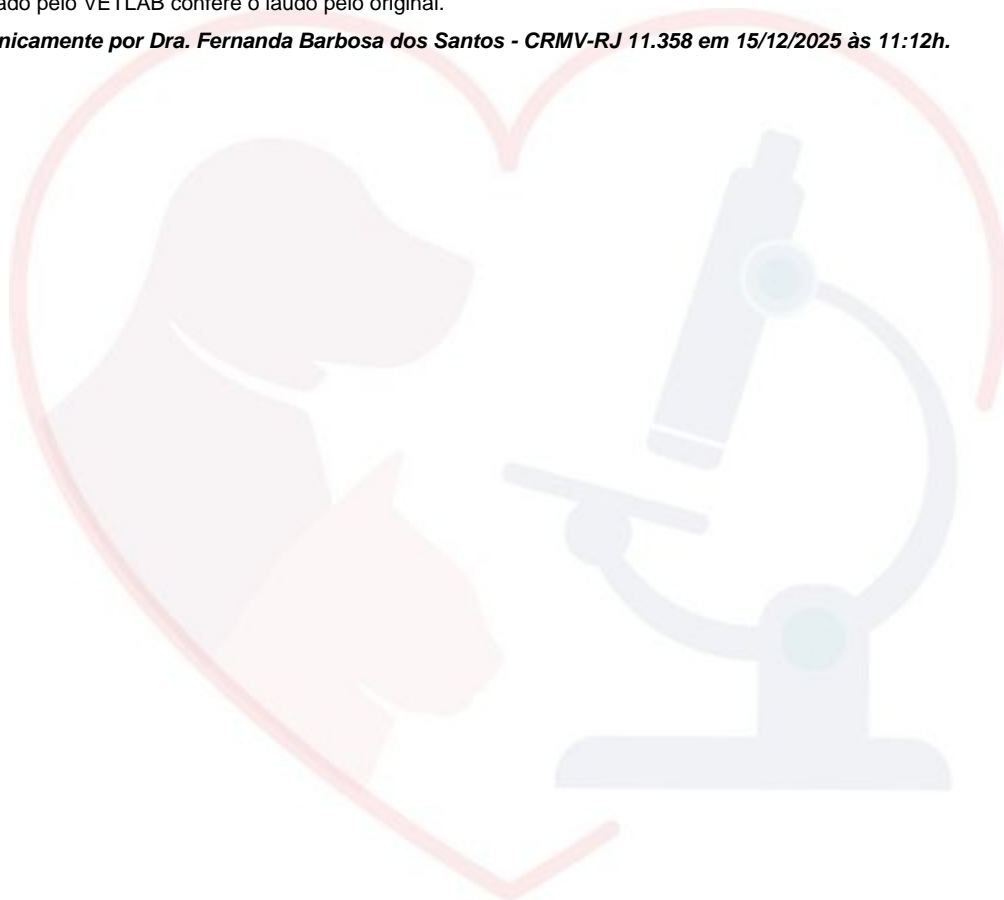 ado pelo VETLAB confere o laudo pelo original.
nicamente por Dra. Fernanda Barbosa dos Santos - CRMV-RJ 11.358 em 15/12/2025 às 11:12h.